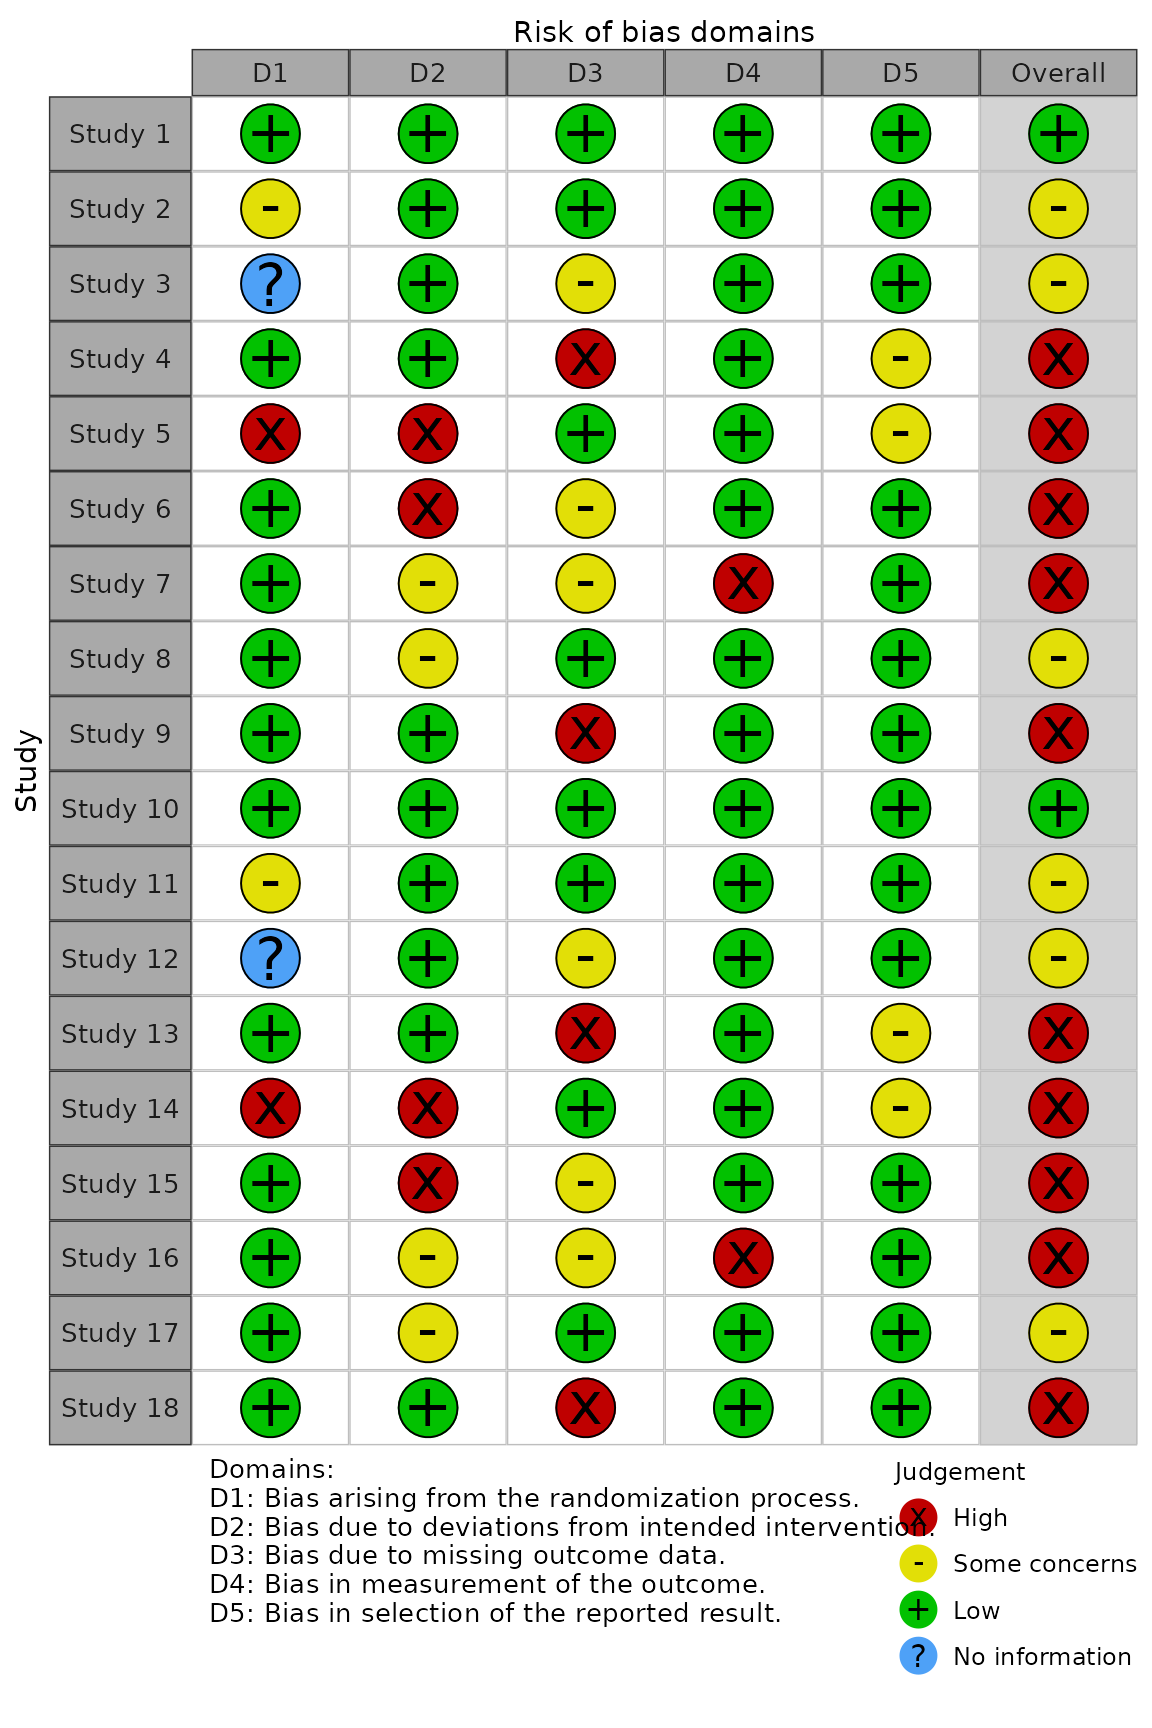 Risk of bias domains
D1 D2 D3 D4 D5 Overall
Study
Study 1 + + + + + +
Study 2 - + + + + -
Study 3 ? + - + + -
Study 4 + + X + - X
Study 5 X X + + - X
Study 6 + X - + + X
Study 7 + - - X + X
Study 8 + - + + + -
Study 9 + + X + + X
Study 10 + + + + + +
Study 11 - + + + + -
Study 12 ? + - + + -
Study 13 + + X + - X
Study 14 X X + + - X
Study 15 + X - + + X
Study 16 + - - X + X
Study 17 + - + + + -
Study 18 + + X + + X
Domains:
D1: Bias arising from the randomization process.
D2: Bias due to deviations from intended intervention.
D3: Bias due to missing outcome data.
D4: Bias in measurement of the outcome.
D5: Bias in selection of the reported result.
Judgement
X High
- Some concerns
+ Low
? No information